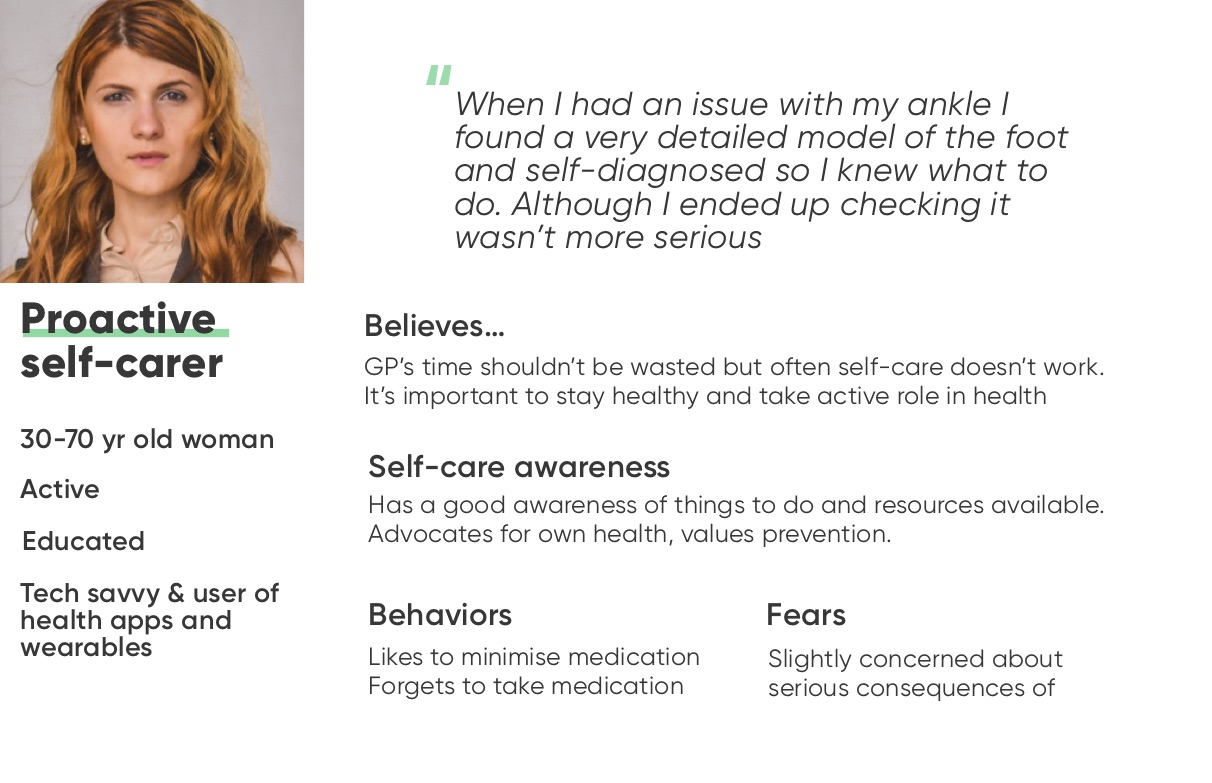 "
When I had an issue with my ankle I
found a very detailed model of the foot
and self-diagnosed so I knew what to
do. Although I ended up checking it
wasn't more serious
Proactive
self-carer
30-70 yr old woman
Active
Educated
Tech savvy & user of
health apps and
wearables
Believes...
GP's time shouldn't be wasted but often self-care doesn't work.
It's important to stay healthy and take active role in health
Self-care awareness
Has a good awareness of things to do and resources available.
Advocates for own health, values prevention.
Behaviors
Likes to minimise medication
Forgets to take medication
Fears
Slightly concerned about
serious consequences of